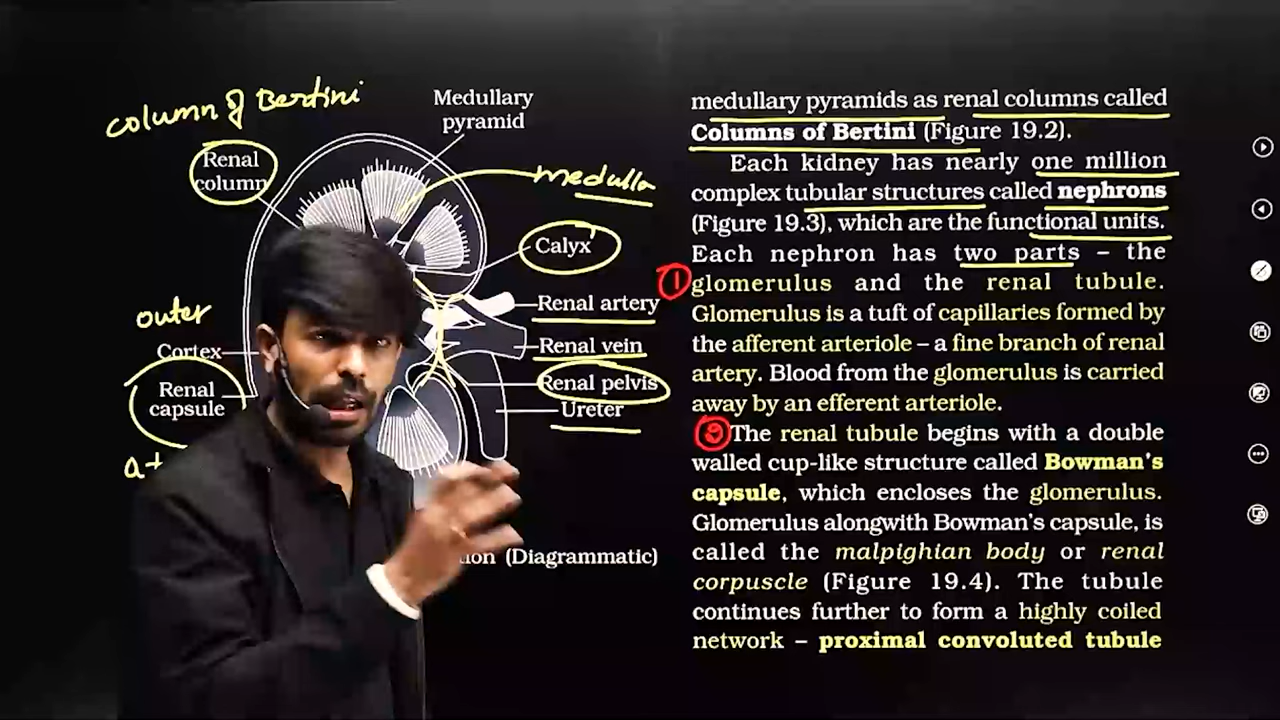 column of Bertini
Medullary
pyramid
Renal
column
medulla
Calyx
Renal artery
outer
Renal vein
Cortex
Renal pelvis
Renal
capsule
Ureter
(Diagrammatic)
medullary pyramids as renal columns called
Columns of Bertini (Figure 19.2).
Each kidney has nearly one million
complex tubular structures called nephrons
(Figure 19.3), which are the functional units.
Each nephron has two parts – the
1 glomerulus and the renal tubule.
Glomerulus is a tuft of capillaries formed by
the afferent arteriole – a fine branch of renal
artery. Blood from the glomerulus is carried
away by an efferent arteriole.
The renal tubule begins with a double
walled cup-like structure called Bowman's
capsule, which encloses the glomerulus.
Glomerulus alongwith Bowman's capsule, is
called the malpighian body or renal
corpuscle (Figure 19.4). The tubule
continues further to form a highly coiled
network – proximal convoluted tubule